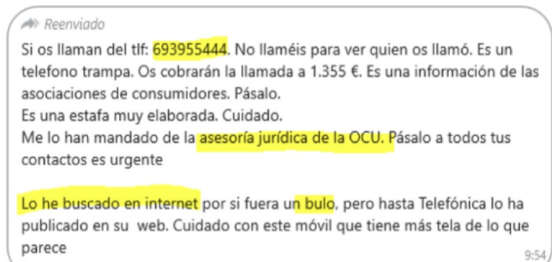 Reenviado
Si os llaman del tlf: 693955444. No llaméis para ver quien os llamó. Es un
telefono trampa. Os cobrarán la llamada a 1.355 €. Es una información de las
asociaciones de consumidores. Pásalo.
Es una estafa muy elaborada. Cuidado.
Me lo han mandado de la asesoría jurídica de la OCU. Pásalo a todos tus
contactos es urgente
Lo he buscado en internet por si fuera un bulo, pero hasta Telefónica lo ha
publicado en su web. Cuidado con este móvil que tiene más tela de lo que
parece
9:54